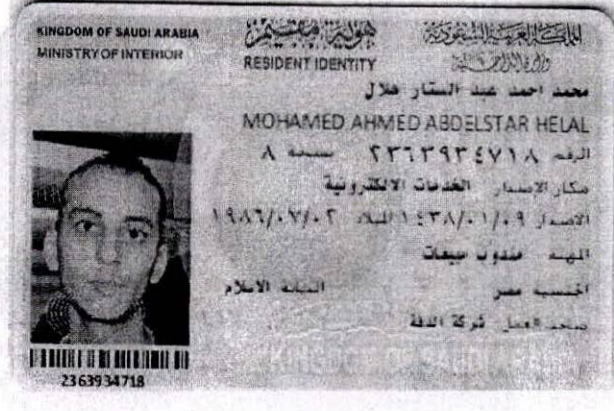 KINGDOM OF SAUDI ARABIA
MINISTRY OF INTERIOR
هوية مقيم
RESIDENT IDENTITY
المملكة العربية السعودية
وزارة الداخلية
محمد احمد عبد الستار هلال
MOHAMED AHMED ABDELSTAR HELAL
الرقم ٢٣٦٣٩٣٤٧١٨ نسخة ٨
مكان الاصدار الخدمات الالكترونية
الاصدار ١٤٣٨/٠١/٠٩ الميلاد ١٩٨٦/٠٧/٠٢
المهنة مندوب مبيعات
الجنسية مصر الديانة الاسلام
صاحب العمل شركة الدفة
2363934718